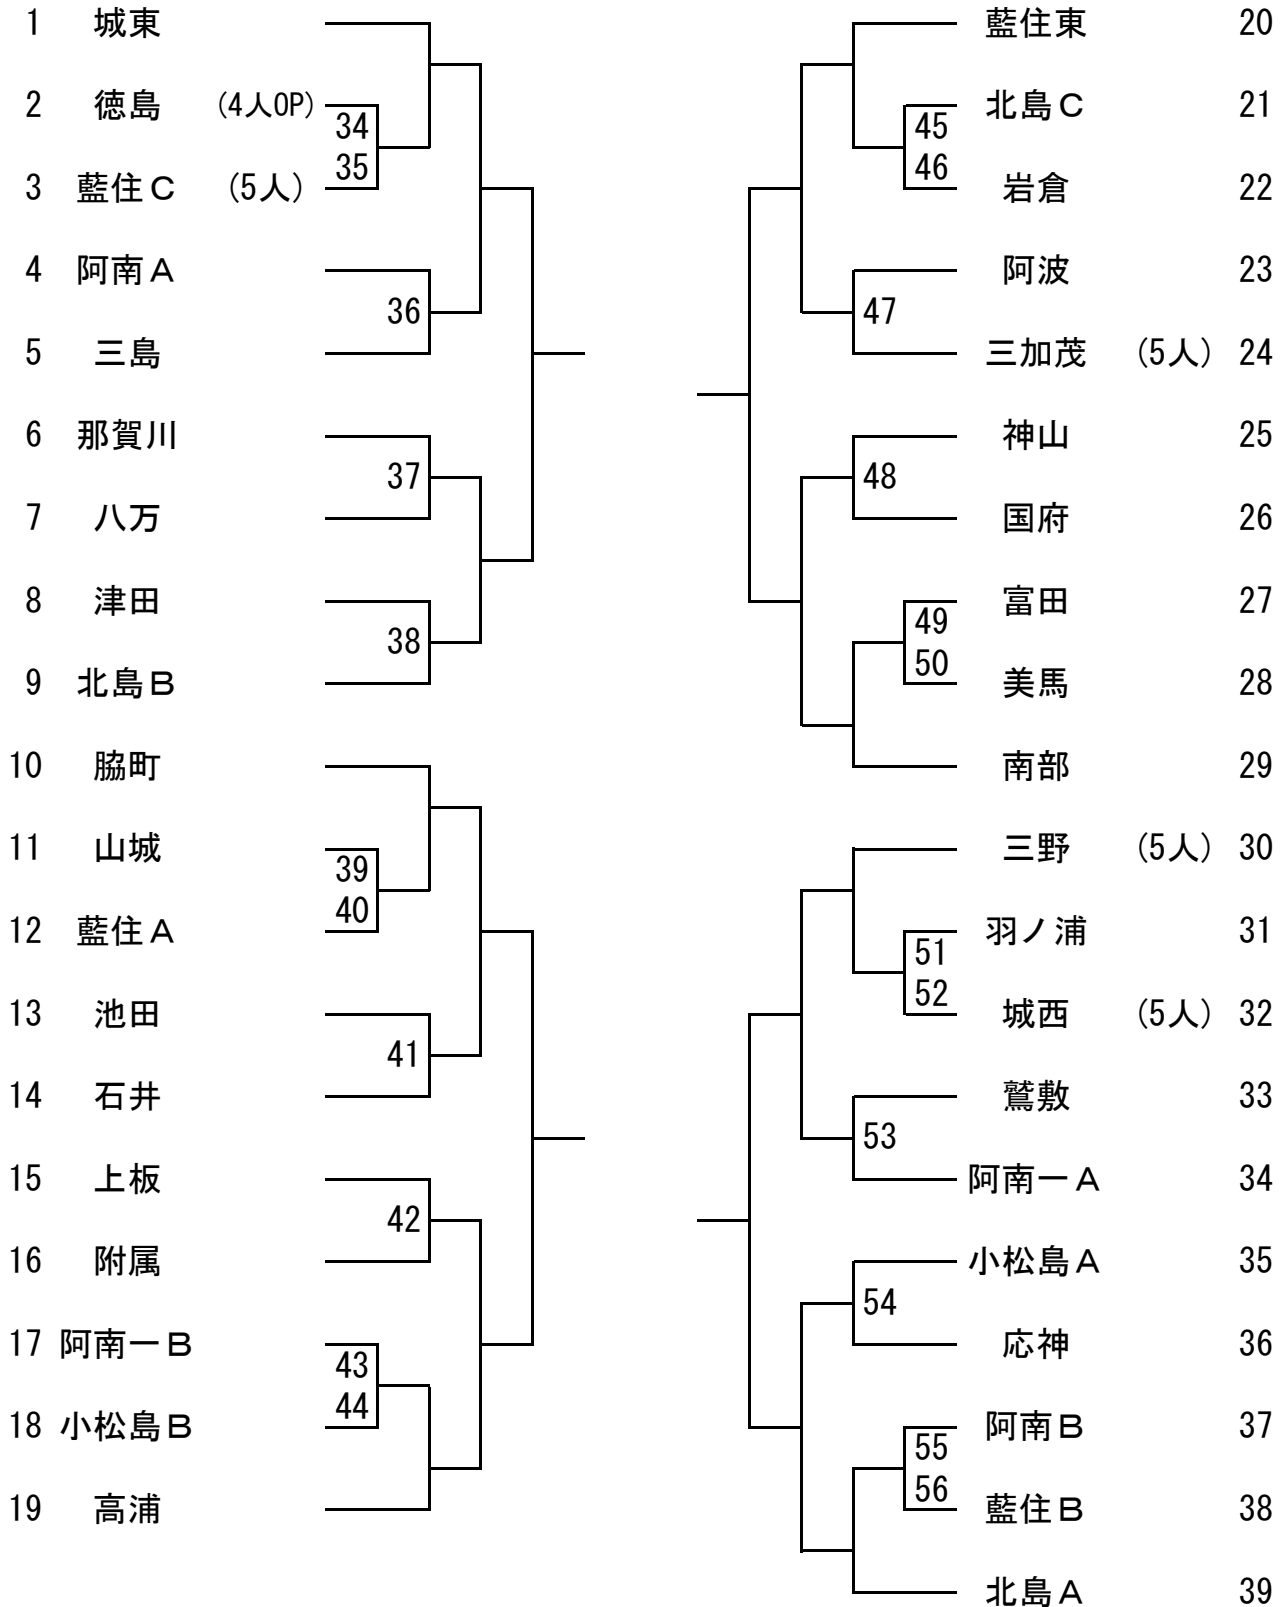 1 城東
2 徳島 (4人OP)
34
35
3 藍住C (5人)
4 阿南A
36
5 三島
6 那賀川
37
7 八万
8 津田
38
9 北島B
10 脇町
11 山城
39
40
12 藍住A
13 池田
41
14 石井
15 上板
42
16 附属
17 阿南一B
43
44
18 小松島B
19 高浦
藍住東 20
北島C 21
45
46
岩倉 22
阿波 23
47
三加茂 (5人) 24
神山 25
48
国府 26
富田 27
49
50
美馬 28
南部 29
三野 (5人) 30
羽ノ浦 31
51
52
城西 (5人) 32
鷲敷 33
53
阿南一A 34
小松島A 35
54
応神 36
阿南B 37
55
56
藍住B 38
北島A 39